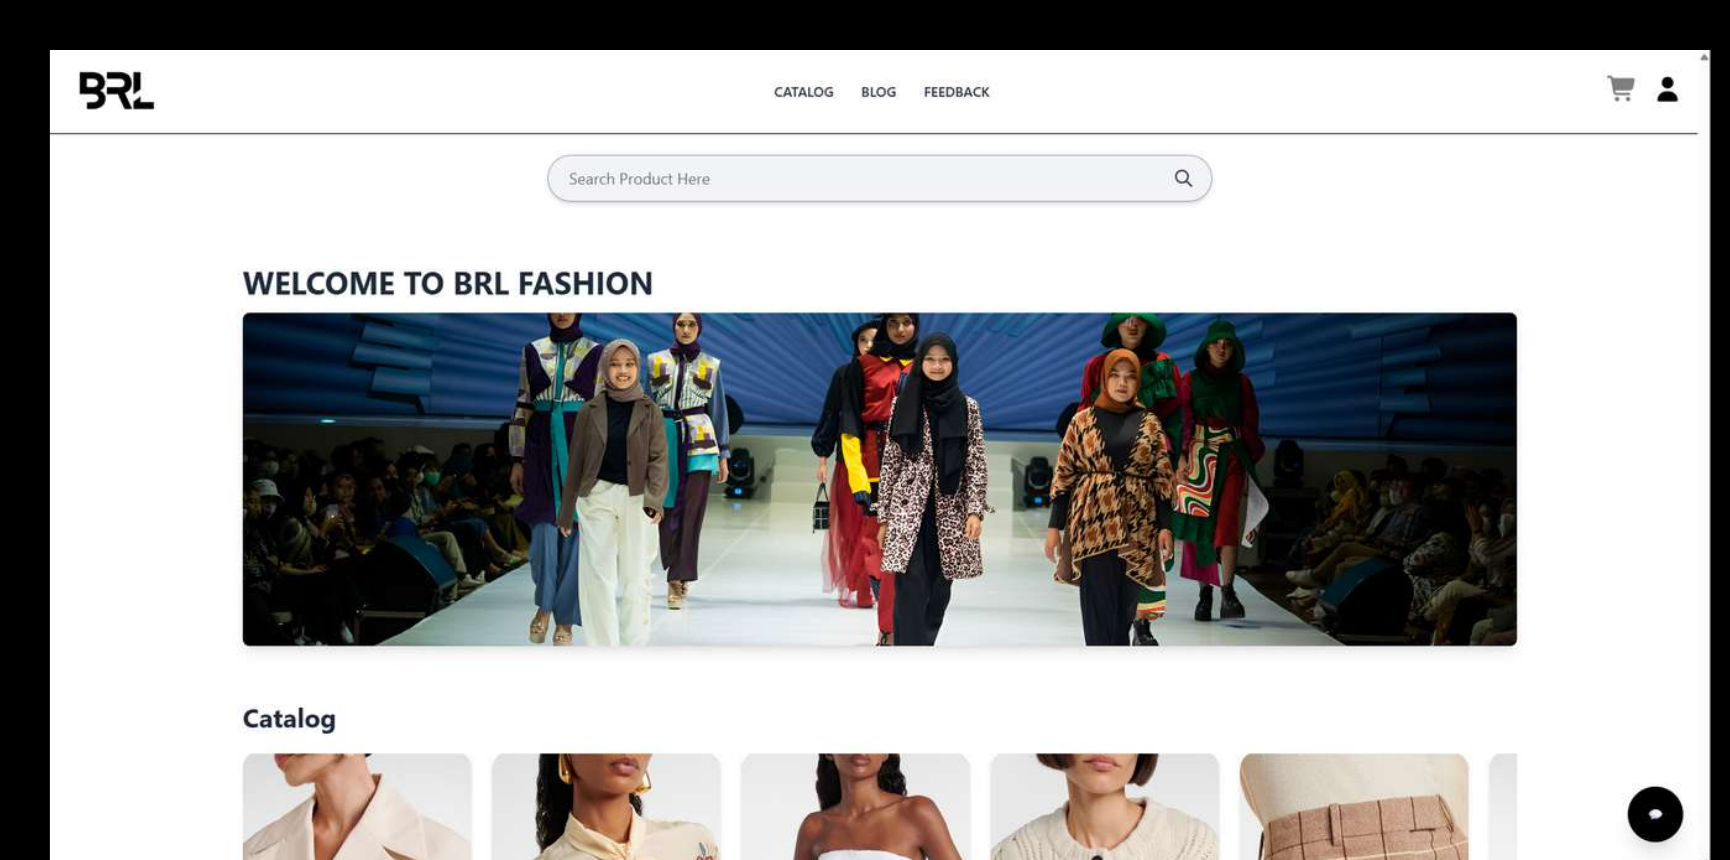 BRL
CATALOG BLOG FEEDBACK
Search Product Here
WELCOME TO BRL FASHION
Catalog